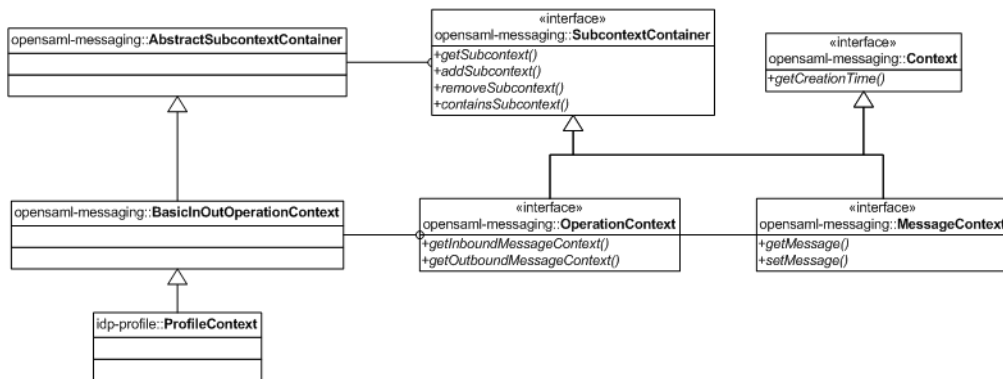 opensaml-messaging::AbstractSubcontextContainer
«interface»
opensaml-messaging::SubcontextContainer
+getSubcontext()
+addSubcontext()
+removeSubcontext()
+containsSubcontext()
«interface»
opensaml-messaging::Context
+getCreationTime()
opensaml-messaging::BasicInOutOperationContext
«interface»
opensaml-messaging::OperationContext
+getInboundMessageContext()
+getOutboundMessageContext()
«interface»
opensaml-messaging::MessageContext
+getMessage()
+setMessage()
idp-profile::ProfileContext